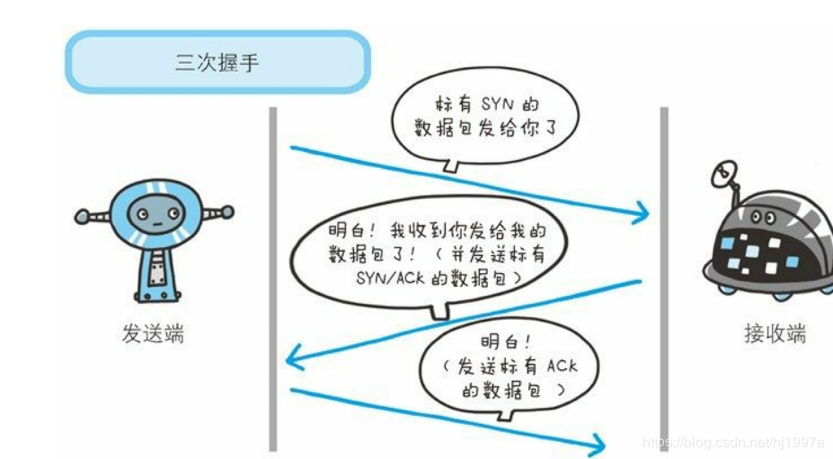 三次握手
标有 SYN 的
数据包发给你了
明白！我收到你发给我的
数据包了！（并发送标有
SYN/ACK 的数据包）
发送端
接收端
明白！
（发送标有 ACK
的数据包 ）
https://blog.csdn.net/hj1997a